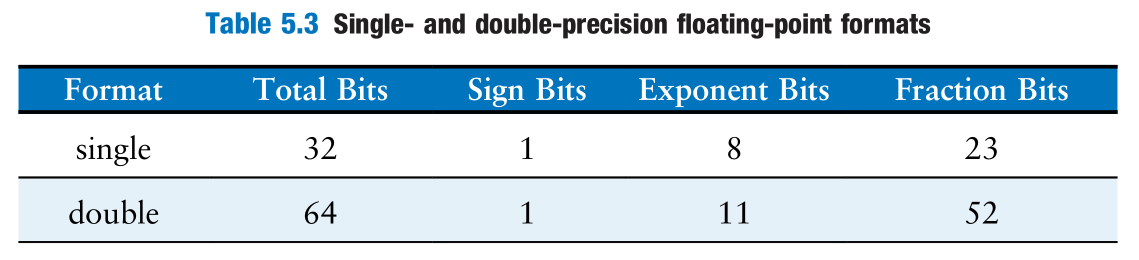 Table 5.3 Single- and double-precision floating-point formats
Format Total Bits Sign Bits Exponent Bits Fraction Bits
single 32 1 8 23
double 64 1 11 52